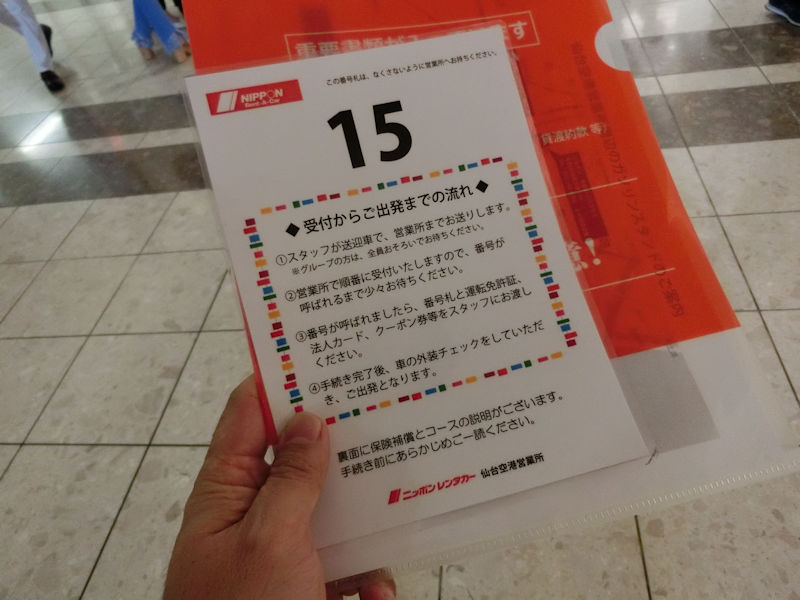 重要書類が
この番号札は、なくさないように営業所へお持ちください。
NIPPON
Rent-A-Car
15
貸渡約款 等)
◆受付からご出発までの流れ◆
①スタッフが送迎車で、営業所までお送りします。
※グループの方は、全員おそろいでお待ちください。
②営業所で順番に受付いたしますので、番号が
呼ばれるまで少々お待ちください。
③番号が呼ばれましたら、番号札と運転免許証、
法人カード、クーポン券等をスタッフにお渡し
ください。
④手続き完了後、車の外装チェックをしていただ
き、ご出発となります。
裏面に保険補償とコースの説明がございます。
手続き前にあらかじめご一読ください。
ニッポンレンタカー 仙台空港営業所